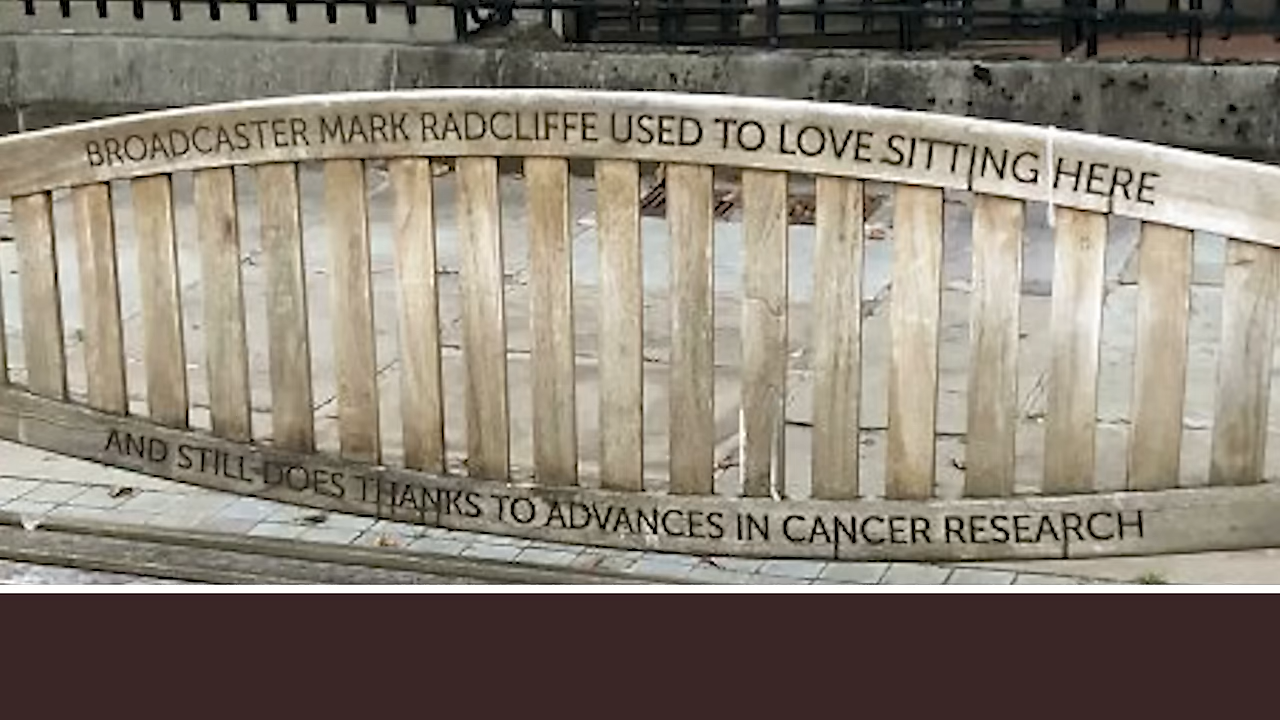 BROADCASTER MARK RADCLIFFE USED TO LOVE SITTING HERE
AND STILL DOES THANKS TO ADVANCES IN CANCER RESEARCH